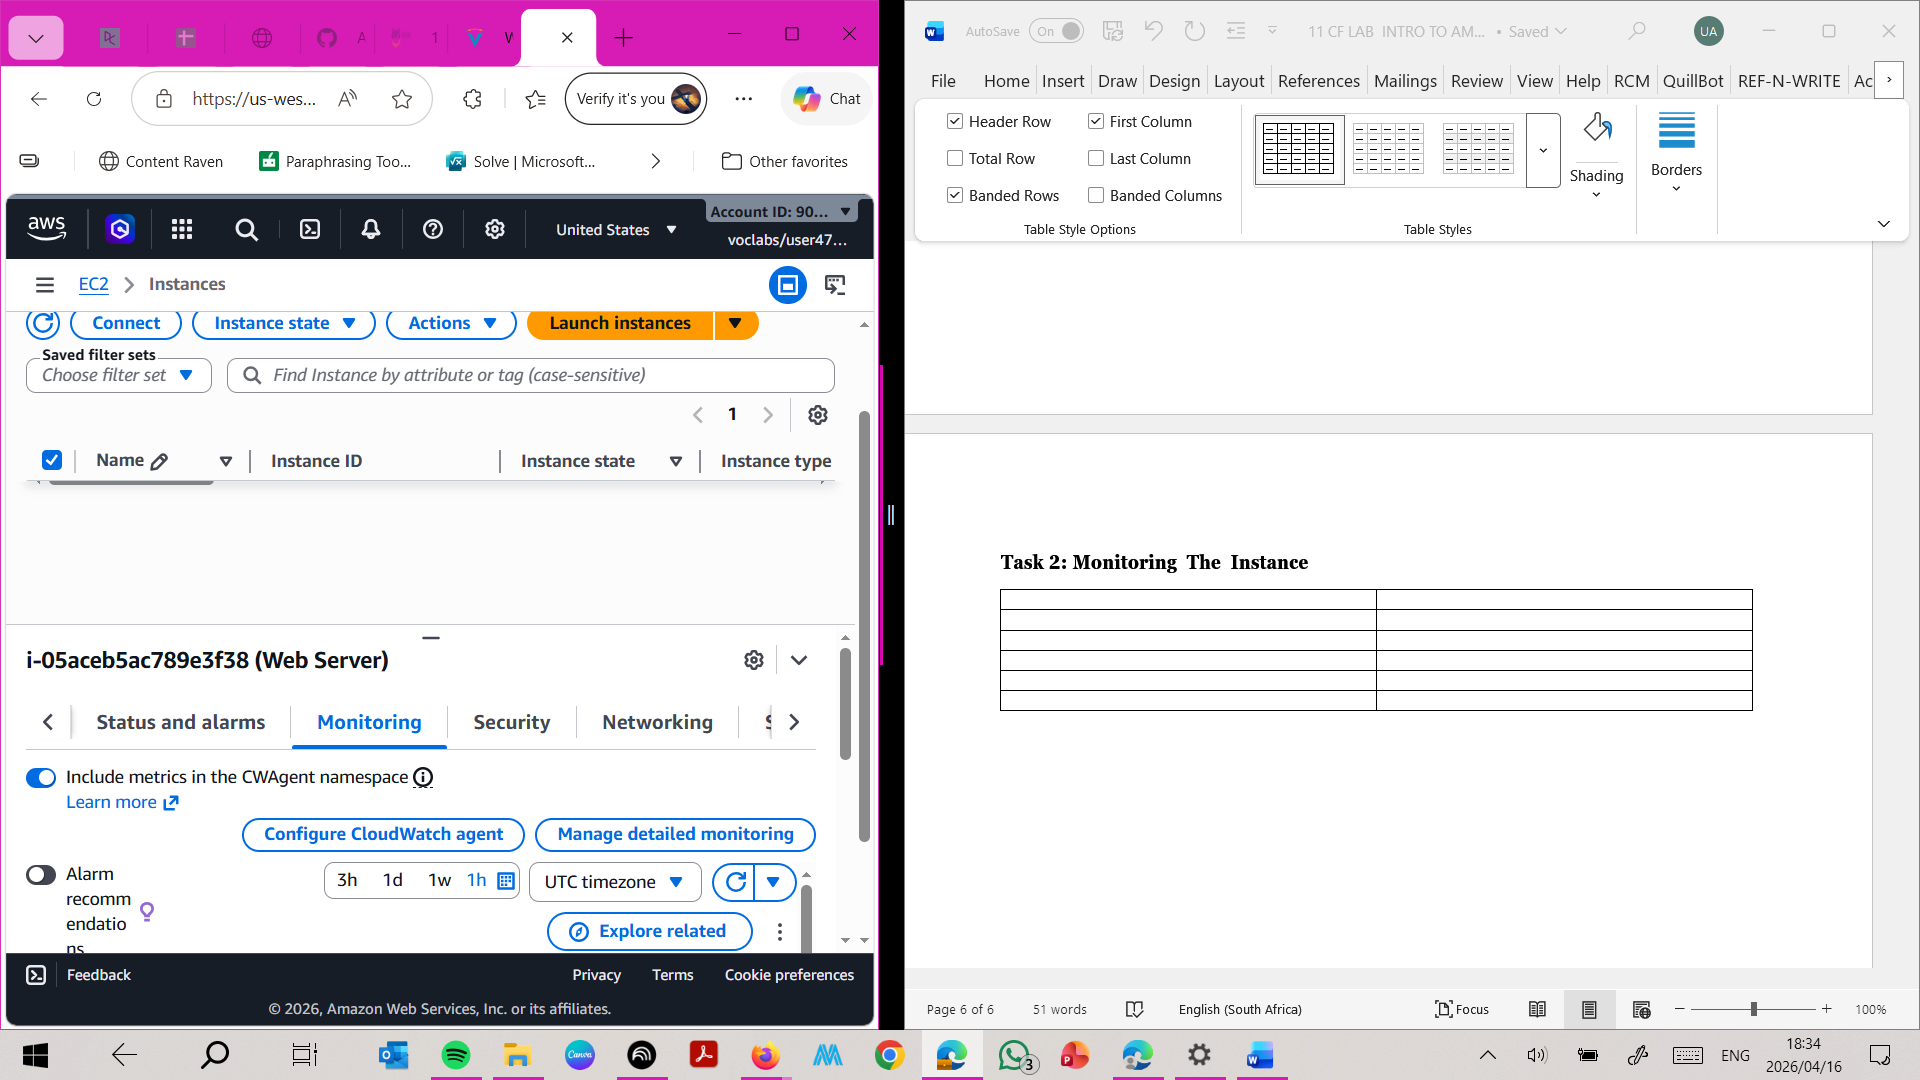 A
1
W
https://us-wes...
Verify it's you
Chat
Content Raven
Paraphrasing Too...
Solve | Microsoft...
Other favorites
aws
United States
Account ID: 90...
voclabs/user47...
EC2
Instances
Connect
Instance state
Actions
Launch instances
Saved filter sets
Choose filter set
Find Instance by attribute or tag (case-sensitive)
1
Name
Instance ID
Instance state
Instance type
i-05aceb5ac789e3f38 (Web Server)
Status and alarms
Monitoring
Security
Networking
Include metrics in the CWAgent namespace
Learn more
Configure CloudWatch agent
Manage detailed monitoring
Alarm
recomm
endatio
ns
3h 1d 1w 1h
UTC timezone
Explore related
Feedback
Privacy
Terms
Cookie preferences
© 2026, Amazon Web Services, Inc. or its affiliates.
AutoSave
On
11 CF LAB INTRO TO AM... • Saved
UA
File Home Insert Draw Design Layout References Mailings Review View Help RCM QuillBot REF-N-WRITE Ac
Header Row
First Column
Total Row
Last Column
Banded Rows
Banded Columns
Table Style Options
Table Styles
Shading
Borders
Task 2: Monitoring The Instance
Page 6 of 6
51 words
English (South Africa)
Focus
100%
Canva
3
ENG
18:34
2026/04/16